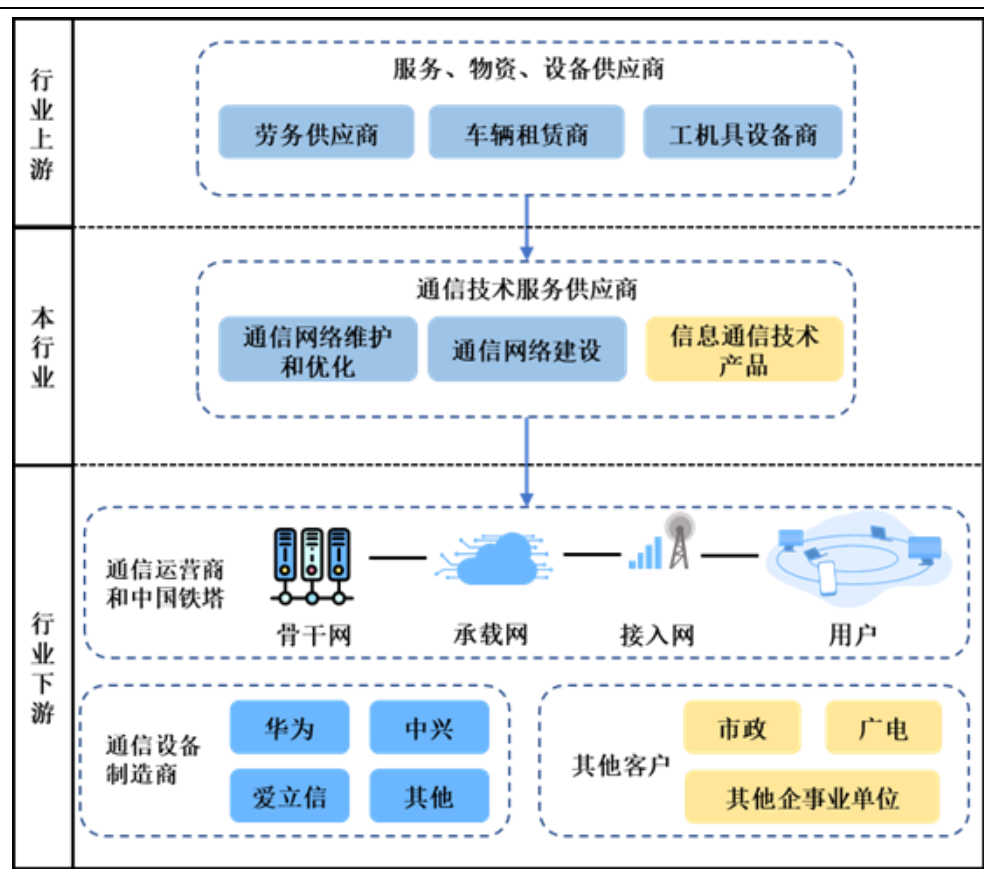 行业上游
服务、物资、设备供应商
劳务供应商
车辆租赁商
工机具设备商
本行业
通信技术服务供应商
通信网络维护
和优化
通信网络建设
信息通信技术
产品
行业下游
通信运营商
和中国铁塔
骨干网
承载网
接入网
用户
通信设备
制造商
华为
中兴
爱立信
其他
其他客户
市政
广电
其他企事业单位